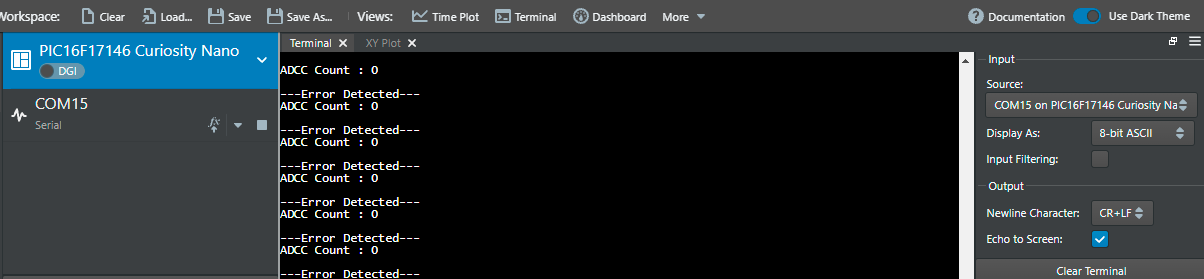 Workspace: Clear Load... Save Save As... Views: Time Plot Terminal Dashboard More Documentation Use Dark Theme
PIC16F17146 Curiosity Nano
DGI
COM15
Serial
Terminal XY Plot
ADCC Count : 0
---Error Detected---
ADCC Count : 0
---Error Detected---
ADCC Count : 0
---Error Detected---
ADCC Count : 0
---Error Detected---
ADCC Count : 0
---Error Detected---
ADCC Count : 0
---Error Detected---
Input
Source:
COM15 on PIC16F17146 Curiosity Na
Display As: 8-bit ASCII
Input Filtering:
Output
Newline Character: CR+LF
Echo to Screen:
Clear Terminal